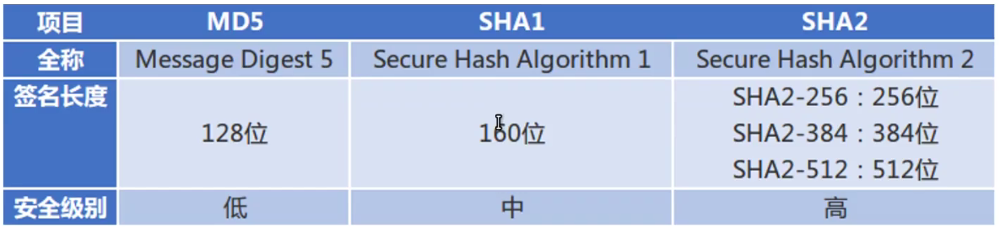 项目 MD5 SHA1 SHA2
全称 Message Digest 5 Secure Hash Algorithm 1 Secure Hash Algorithm 2
签名长度 128位 160位 SHA2-256：256位
SHA2-384：384位
SHA2-512：512位
安全级别 低 中 高